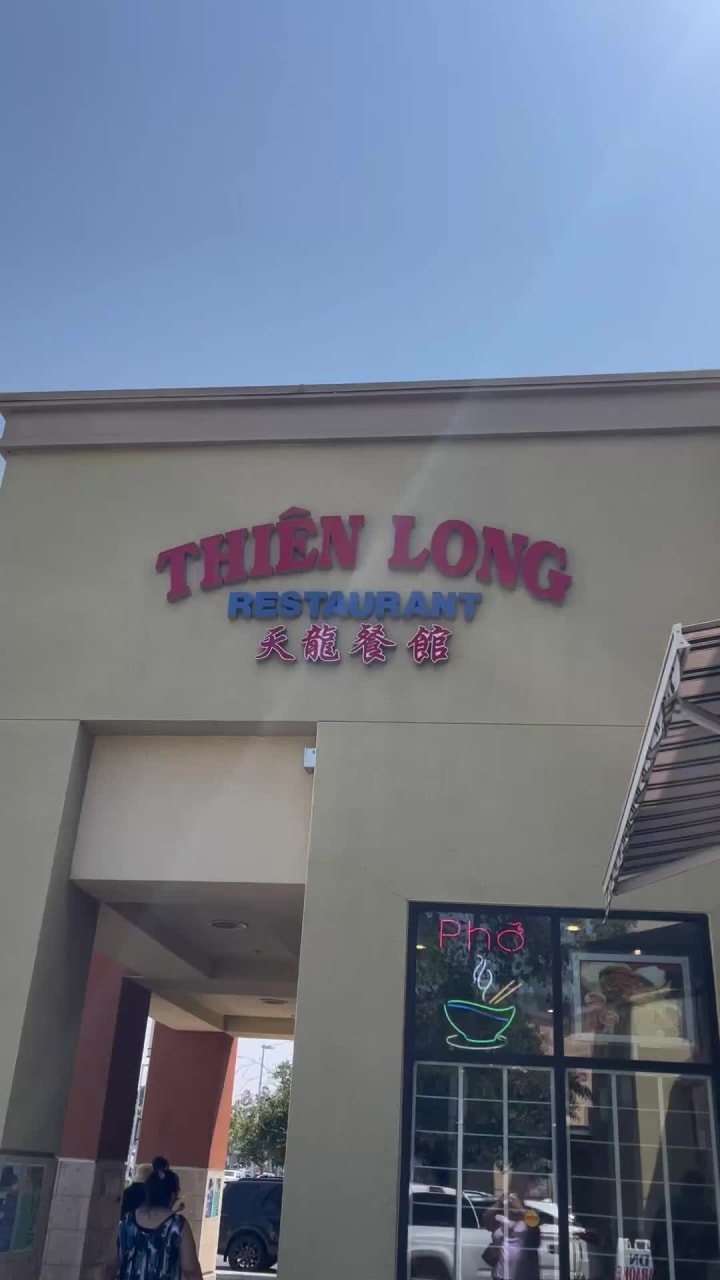 THIÊN LONG
RESTAURANT
天龍餐館
Phở